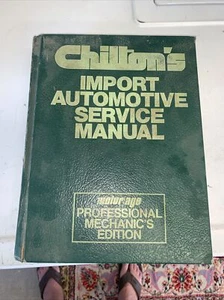 Chilton's
IMPORT
AUTOMOTIVE
SERVICE
MANUAL
motor/age
PROFESSIONAL
MECHANIC'S
EDITION